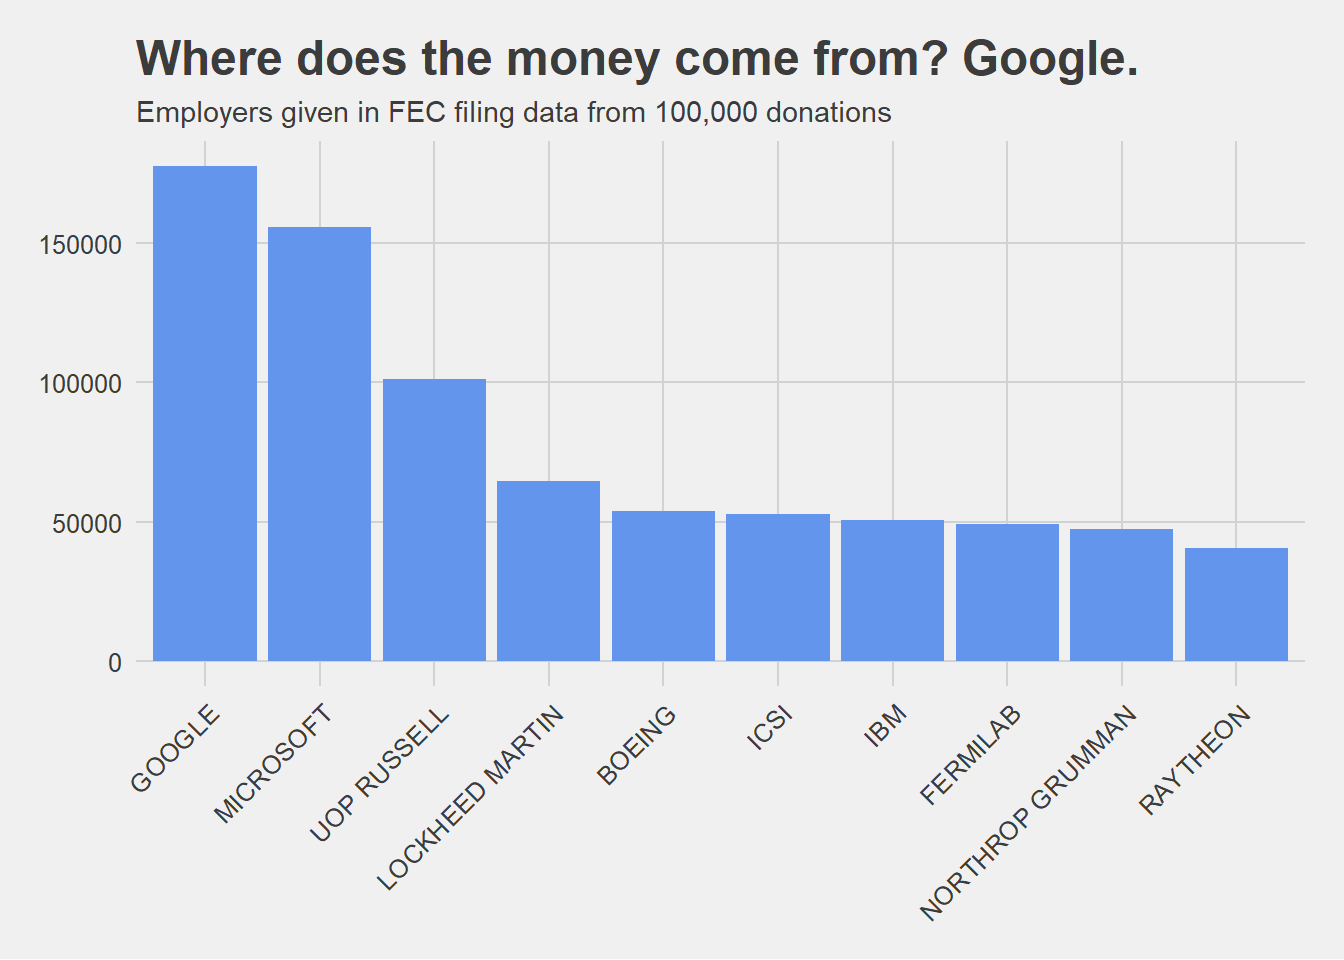 Where does the money come from? Google.
Employers given in FEC filing data from 100,000 donations
150000
100000
50000
0
GOOGLE
MICROSOFT
UOP RUSSELL
LOCKHEED MARTIN
BOEING
ICSI
IBM
FERMILAB
NORTHROP GRUMMAN
RAYTHEON